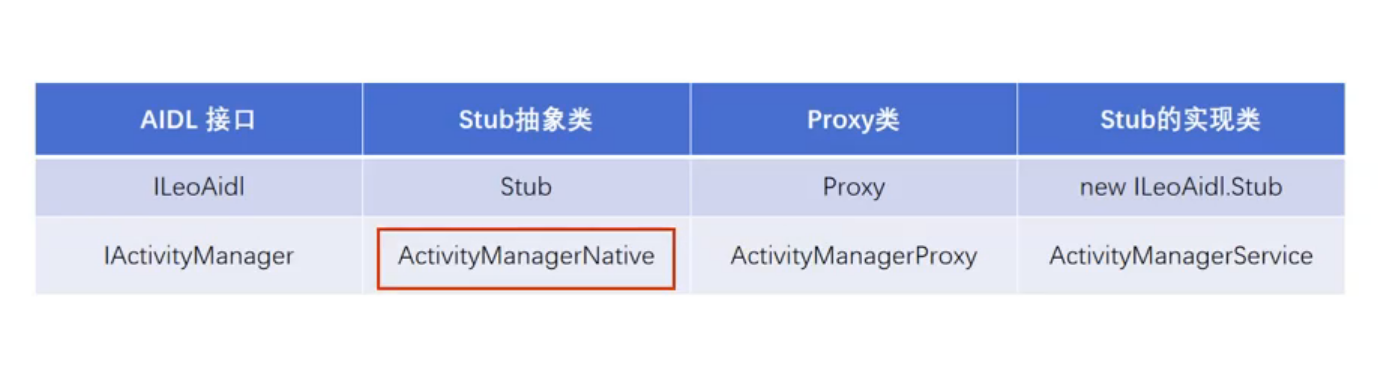 AIDL 接口 Stub抽象类 Proxy类 Stub的实现类
ILeoAidl Stub Proxy new ILeoAidl.Stub
IActivityManager ActivityManagerNative ActivityManagerProxy ActivityManagerService